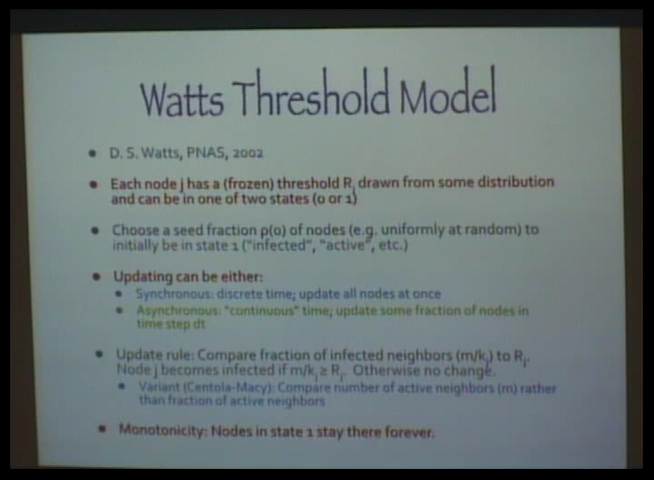 Watts Threshold Model
• D. S. Watts, PNAS, 2002
• Each node j has a (frozen) threshold Rj drawn from some distribution
and can be in one of two states (0 or 1)
• Choose a seed fraction ρ(0) of nodes (e.g. uniformly at random) to
initially be in state 1 ("infected", "active", etc.)
• Updating can be either:
• Synchronous: discrete time; update all nodes at once
• Asynchronous: "continuous" time; update some fraction of nodes in
time step dt
• Update rule: Compare fraction of infected neighbors (m/kj) to Rj.
Node j becomes infected if m/kj ≥ Rj. Otherwise no change.
• Variant (Centola-Macy): Compare number of active neighbors (m) rather
than fraction of active neighbors
• Monotonicity: Nodes in state 1 stay there forever.